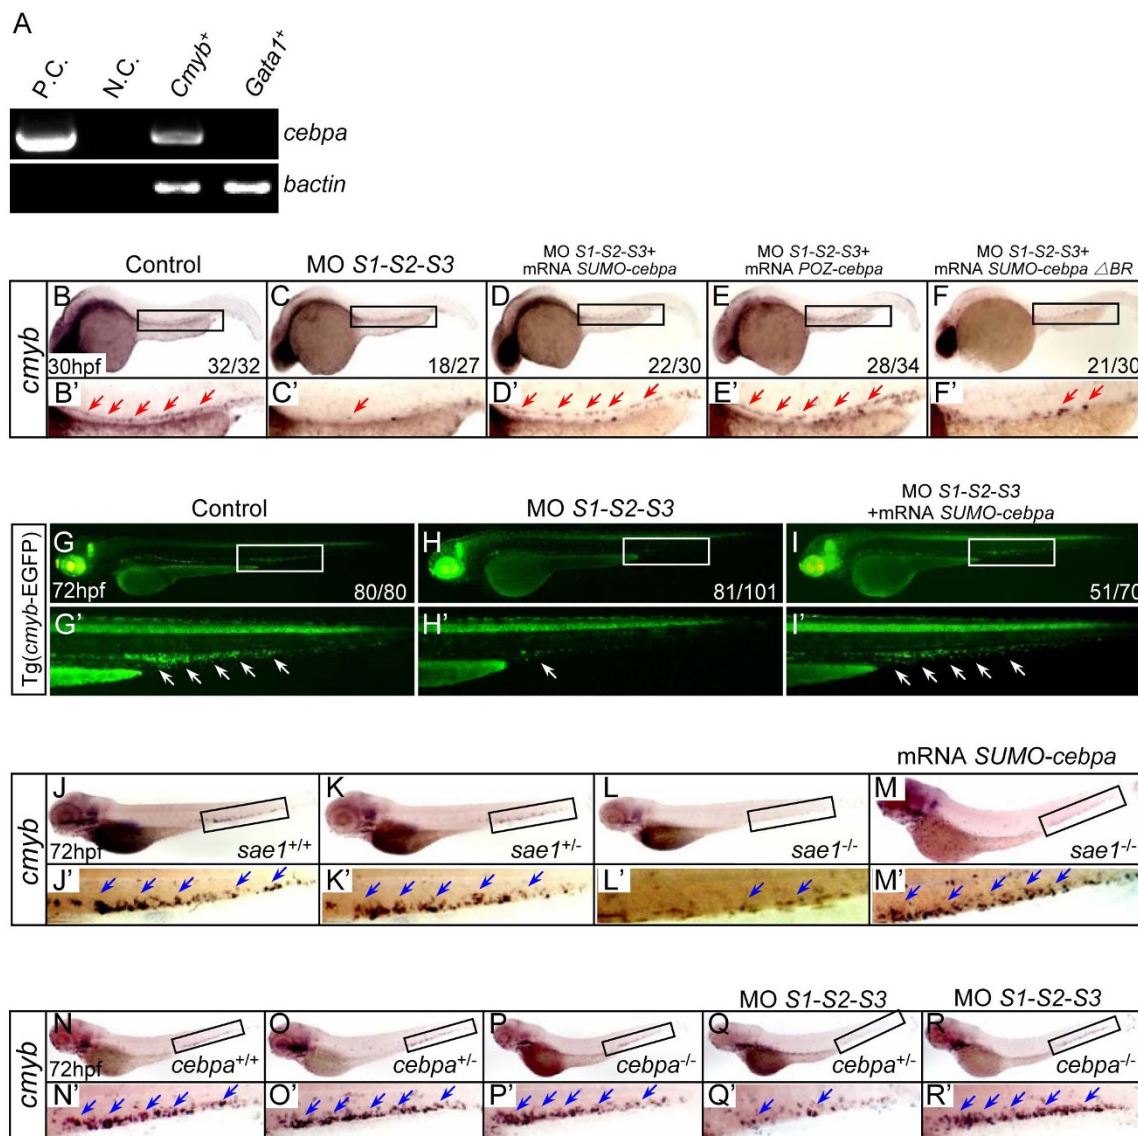 A
P.C.
N.C.
Cmyb+
Gata1+
cebpa
bactin
Control
MO S1-S2-S3
MO S1-S2-S3+
mRNA SUMO-cebpa
MO S1-S2-S3+
mRNA POZ-cebpa
MO S1-S2-S3+
mRNA SUMO-cebpa △BR
cmyb
B
30hpf
32/32
C
18/27
D
22/30
E
28/34
F
21/30
B'
C'
D'
E'
F'
Control
MO S1-S2-S3
MO S1-S2-S3
+mRNA SUMO-cebpa
Tg(cmyb-EGFP)
G
72hpf
80/80
H
81/101
I
51/70
G'
H'
I'
mRNA SUMO-cebpa
cmyb
J
72hpf
sae1+/+
K
sae1+/-
L
sae1-/-
M
sae1-/-
J'
K'
L'
M'
MO S1-S2-S3
MO S1-S2-S3
cmyb
N
72hpf
cebpa+/+
O
cebpa+/-
P
cebpa-/-
Q
cebpa+/-
R
cebpa-/-
N'
O'
P'
Q'
R'